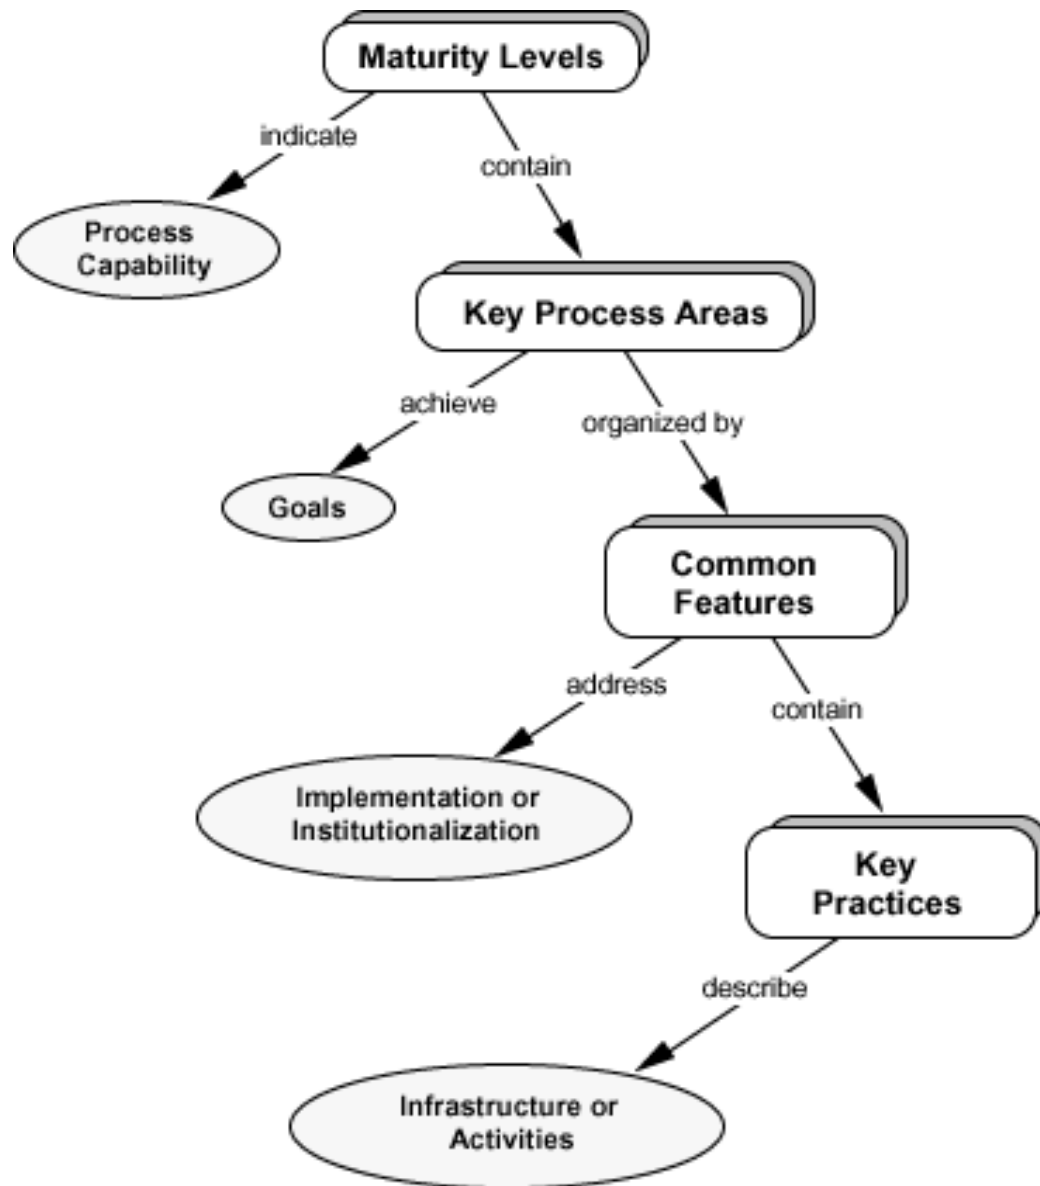 Maturity Levels
indicate
contain
Process
Capability
Key Process Areas
achieve
organized by
Goals
Common
Features
address
contain
Implementation or
Institutionalization
Key
Practices
describe
Infrastructure or
Activities